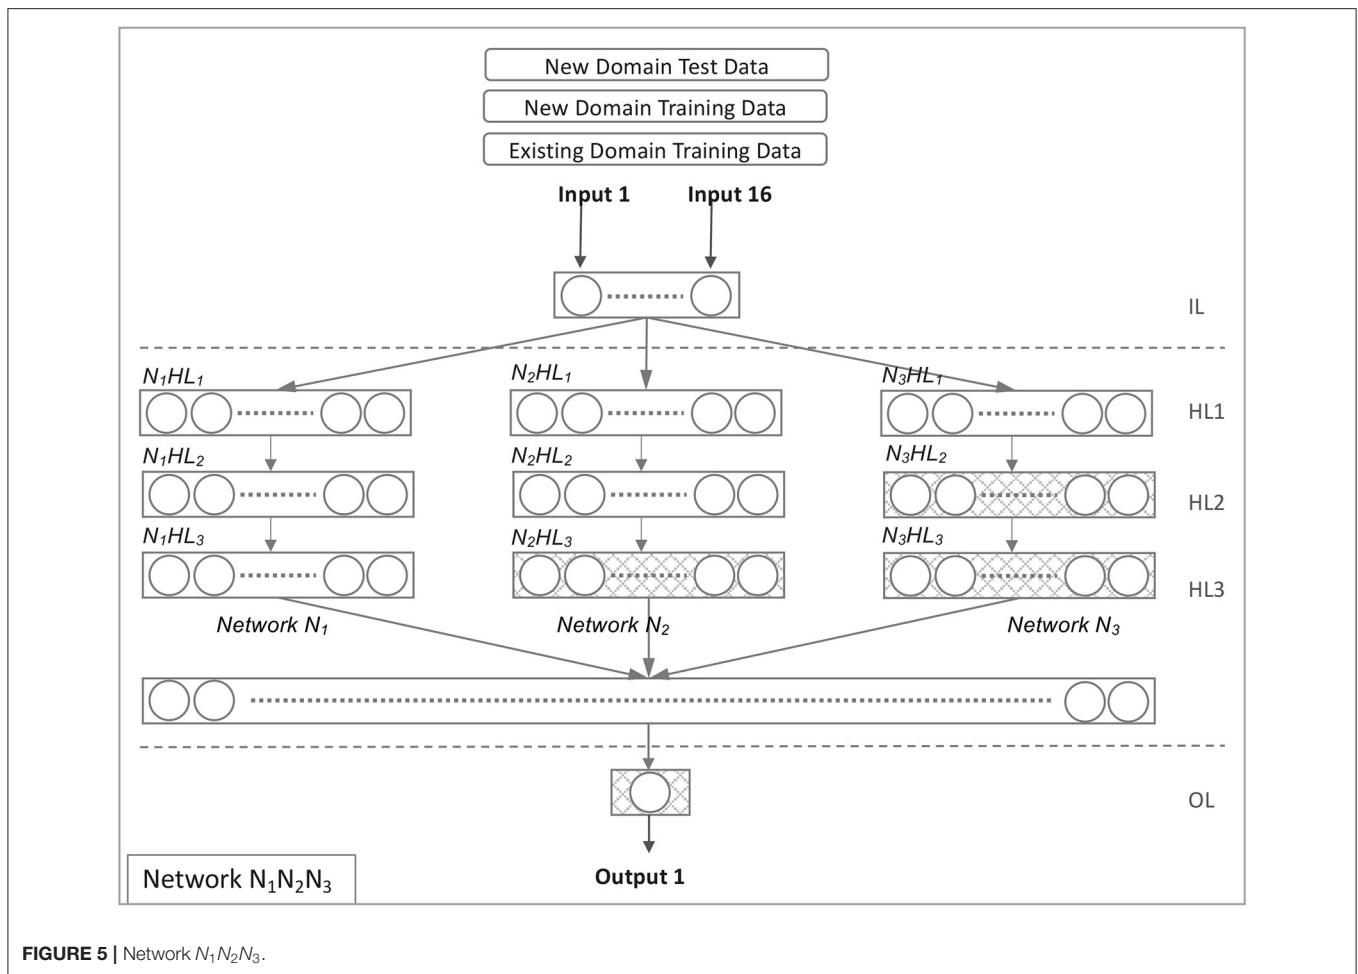 New Domain Test Data
New Domain Training Data
Existing Domain Training Data
Input 1 Input 16
IL
N₁HL₁ N₂HL₁ N₃HL₁
HL1
N₁HL₂ N₂HL₂ N₃HL₂
HL2
N₁HL₃ N₂HL₃ N₃HL₃
HL3
Network N₁ Network N₂ Network N₃
OL
Output 1
Network N₁N₂N₃
FIGURE 5 | Network N₁N₂N₃.